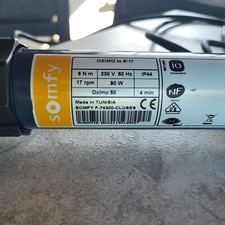 somfy
OXIMO io 6/17
6 N m 230 V 50 Hz IP44
17 rpm 90 W
Oximo 50 4 min
Made in TUNISIA
SOMFY F-74300-CLUSES
io
NF